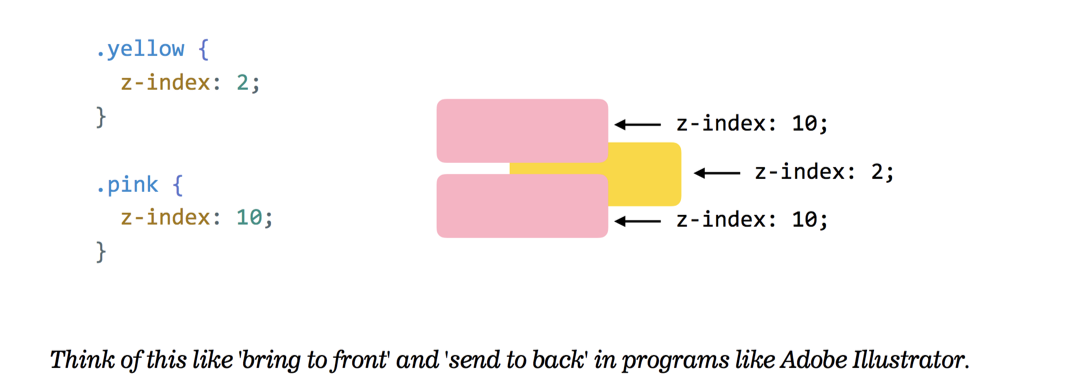 .yellow {
  z-index: 2;
}
.pink {
  z-index: 10;
}
z-index: 10;
z-index: 2;
z-index: 10;
Think of this like 'bring to front' and 'send to back' in programs like Adobe Illustrator.